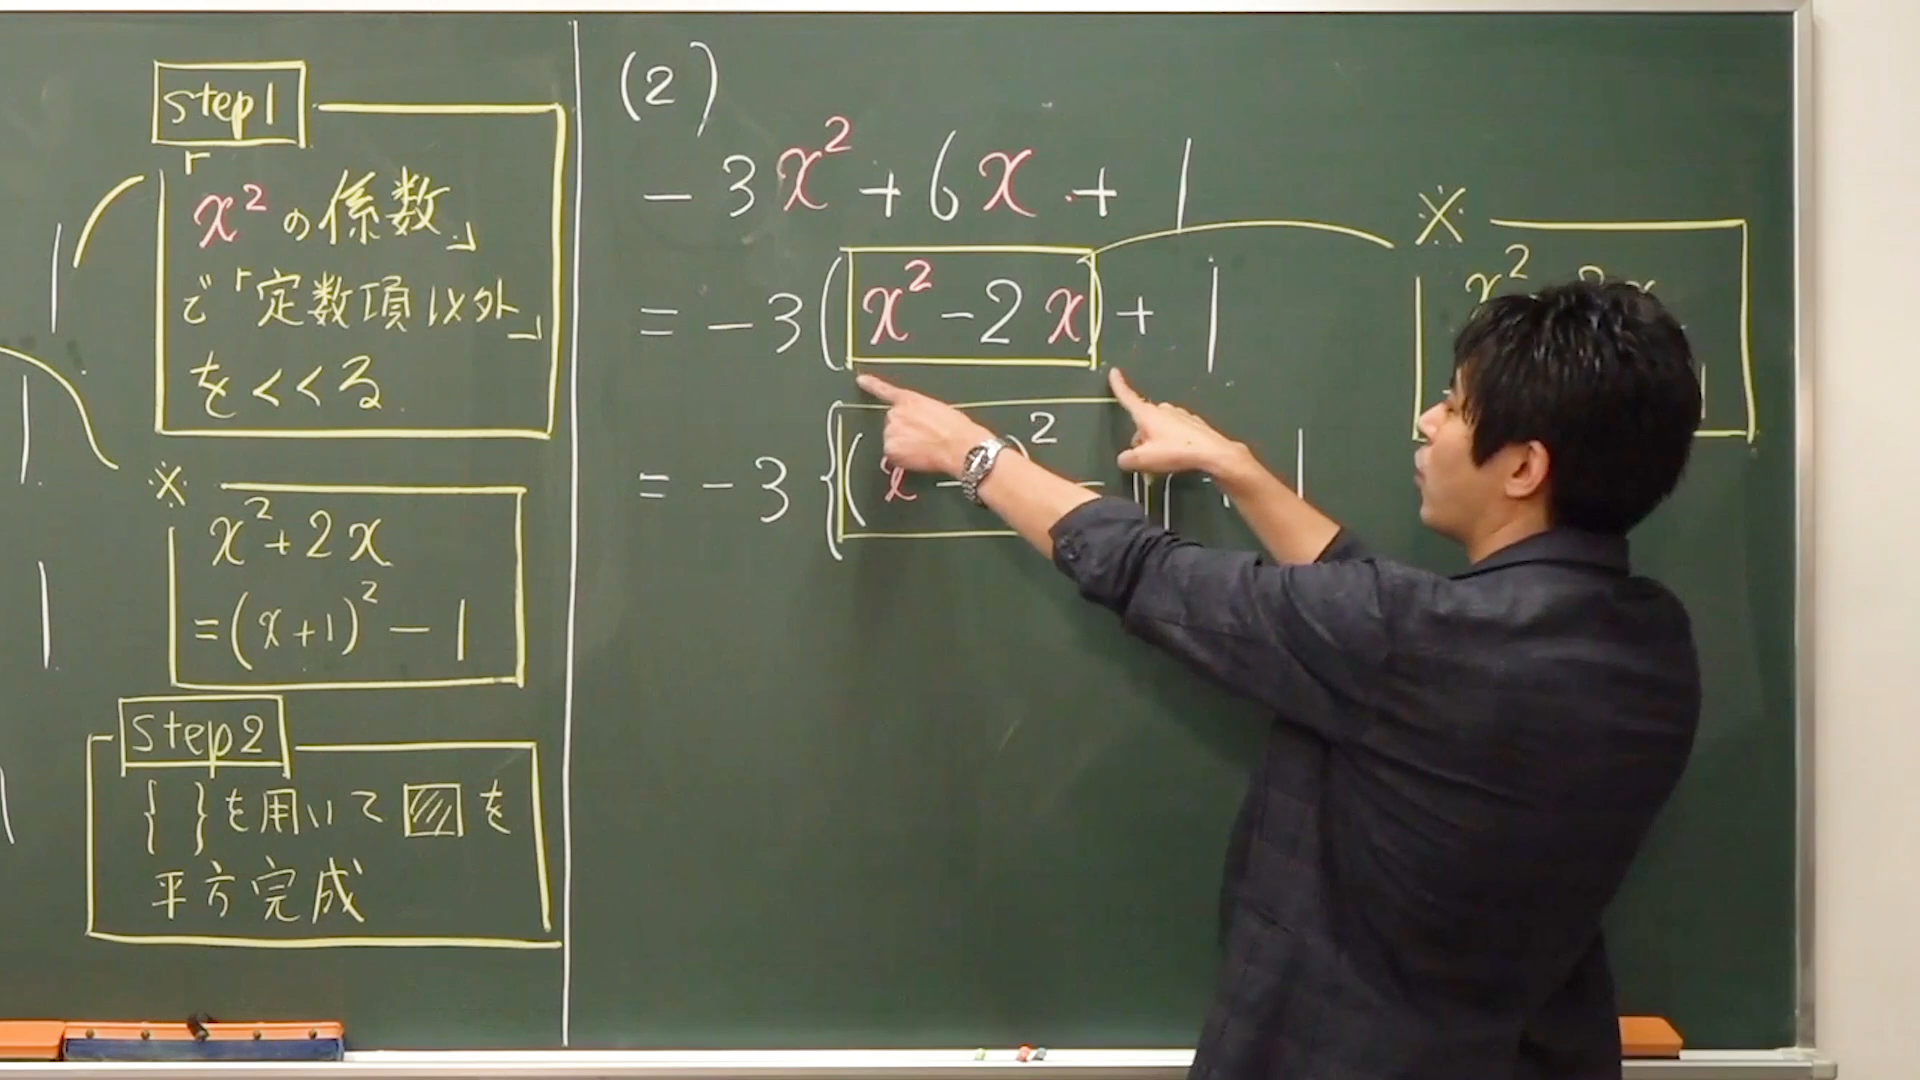 step1
「x²の係数」
で「定数項以外」
をくくる
※
x²+2x
=(x+1)²-1
step2
{ }を用いて▨を
平方完成
(2)
-3x²+6x+1
=-3(x²-2x)+1
=-3{(x-
)²
※
x²